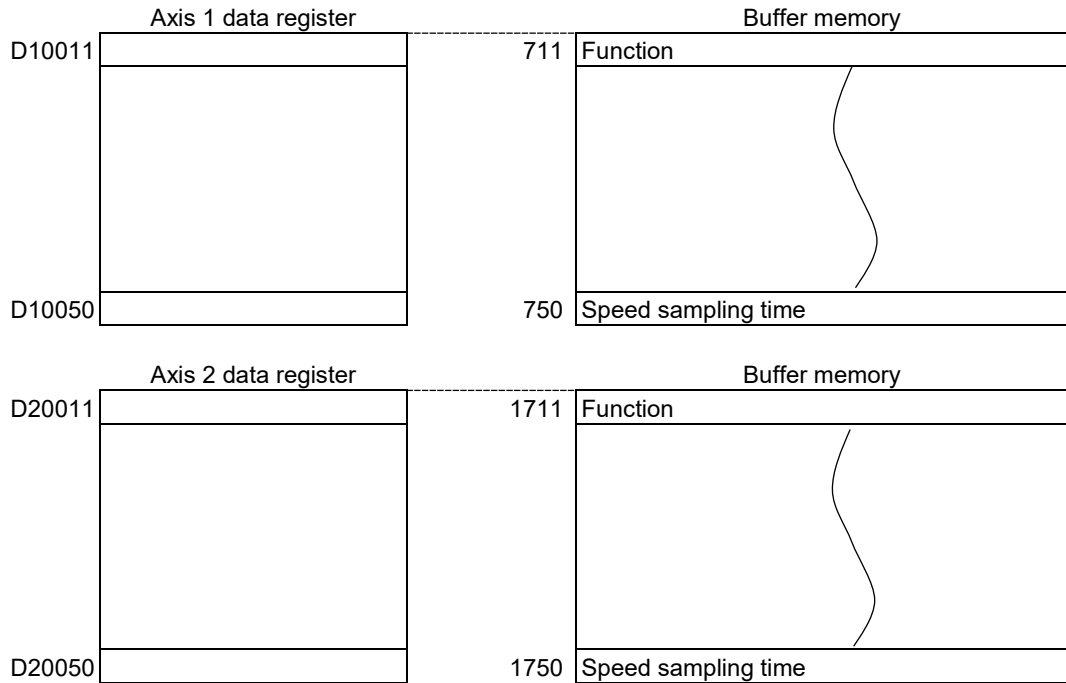 Axis 1 data register Buffer memory
D10011 711 Function
D10050 750 Speed sampling time
Axis 2 data register Buffer memory
D20011 1711 Function
D20050 1750 Speed sampling time